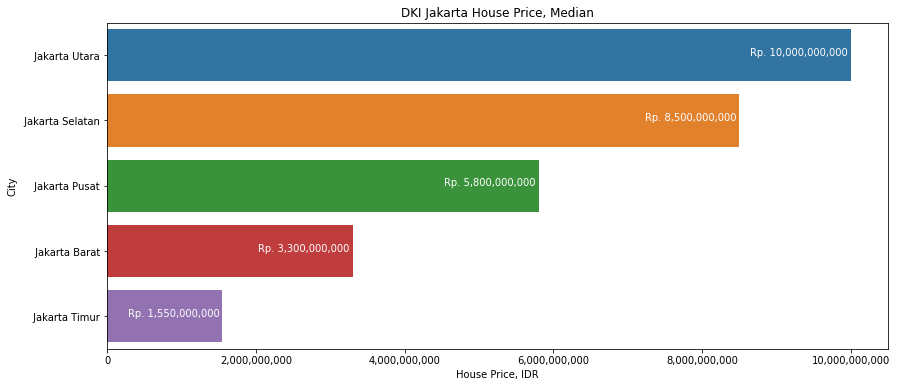 DKI Jakarta House Price, Median
City
Jakarta Utara
Rp. 10,000,000,000
Jakarta Selatan
Rp. 8,500,000,000
Jakarta Pusat
Rp. 5,800,000,000
Jakarta Barat
Rp. 3,300,000,000
Jakarta Timur
Rp. 1,550,000,000
0 2,000,000,000 4,000,000,000 6,000,000,000 8,000,000,000 10,000,000,000
House Price, IDR